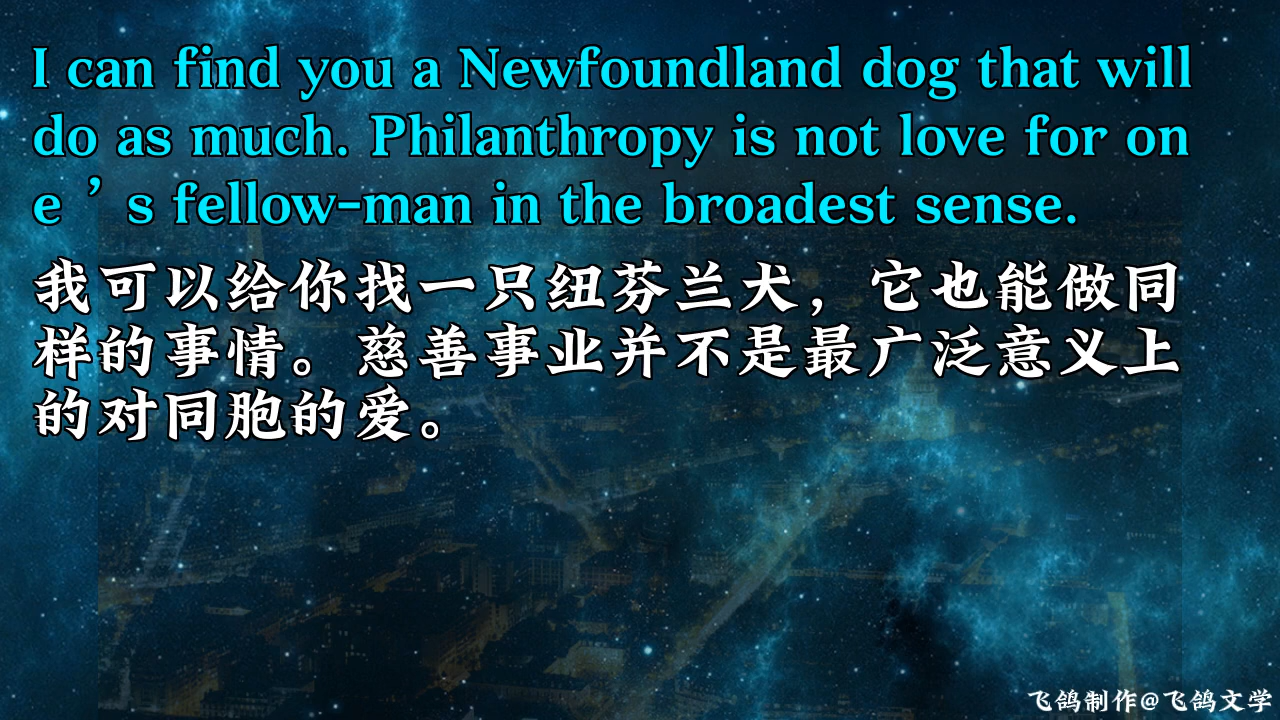 I can find you a Newfoundland dog that will
do as much. Philanthropy is not love for on
e ’ s fellow-man in the broadest sense.
我可以给你找一只纽芬兰犬，它也能做同
样的事情。慈善事业并不是最广泛意义上
的对同胞的爱。
飞鸽制作@飞鸽文学